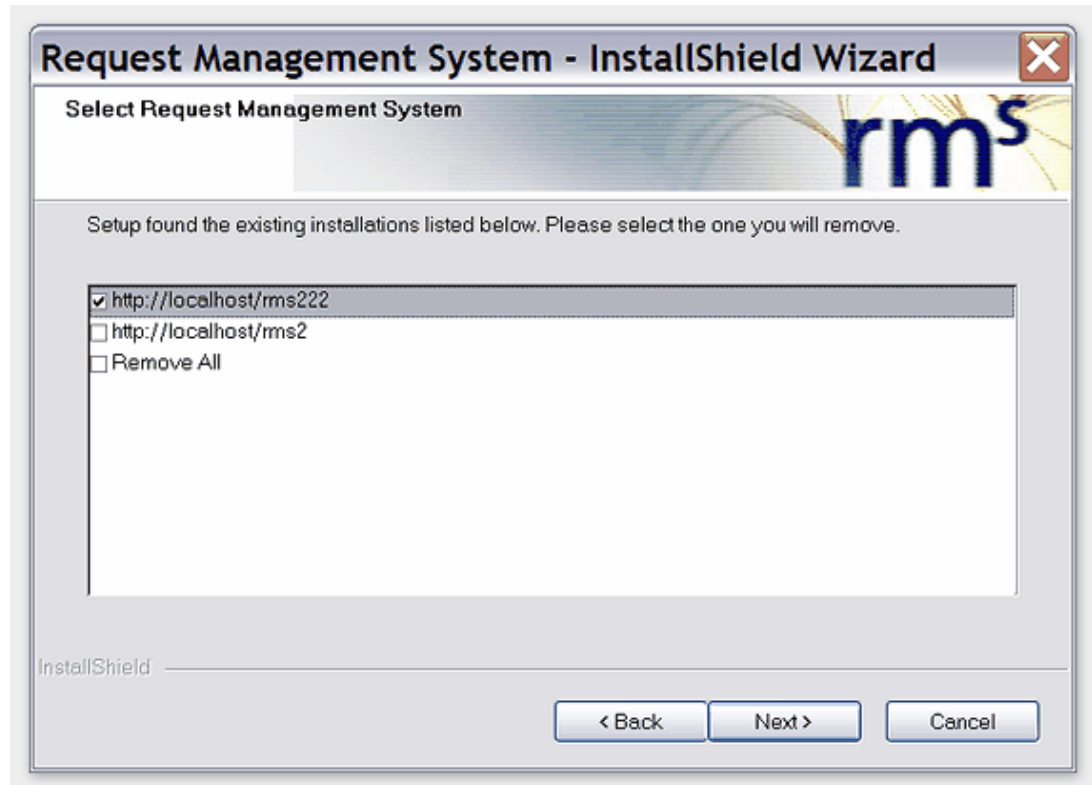 Request Management System - InstallShield Wizard
Select Request Management System
rms
Setup found the existing installations listed below. Please select the one you will remove.
http://localhost/rms222
http://localhost/rms2
Remove All
InstallShield
< Back
Next >
Cancel